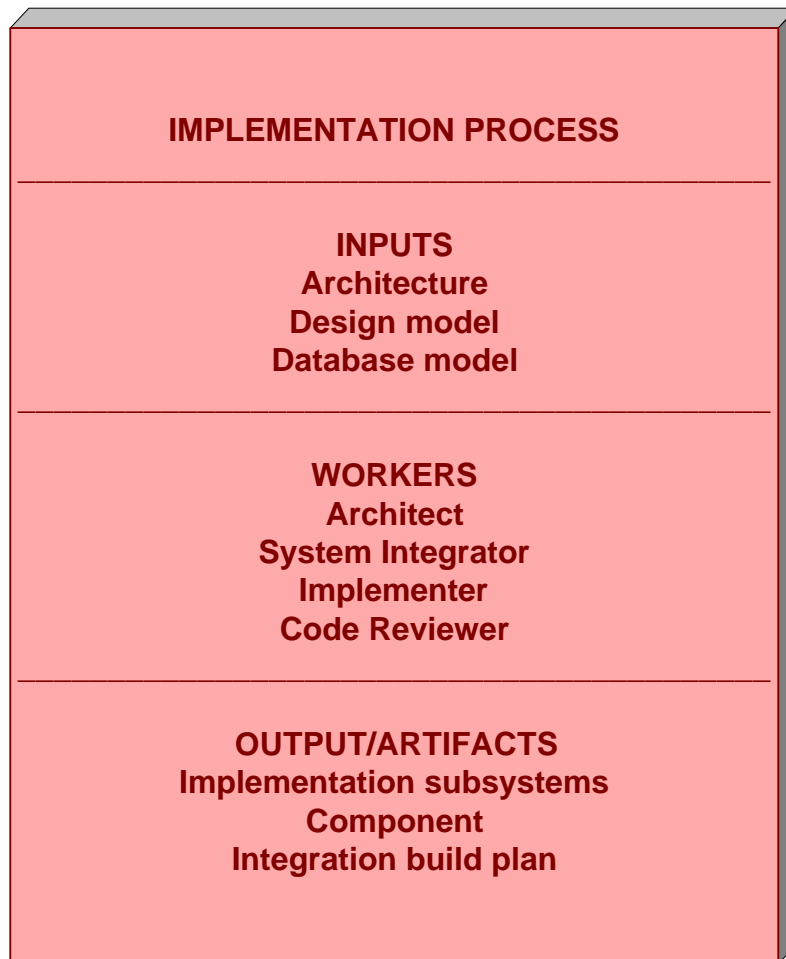 IMPLEMENTATION PROCESS
INPUTS
Architecture
Design model
Database model
WORKERS
Architect
System Integrator
Implementer
Code Reviewer
OUTPUT/ARTIFACTS
Implementation subsystems
Component
Integration build plan